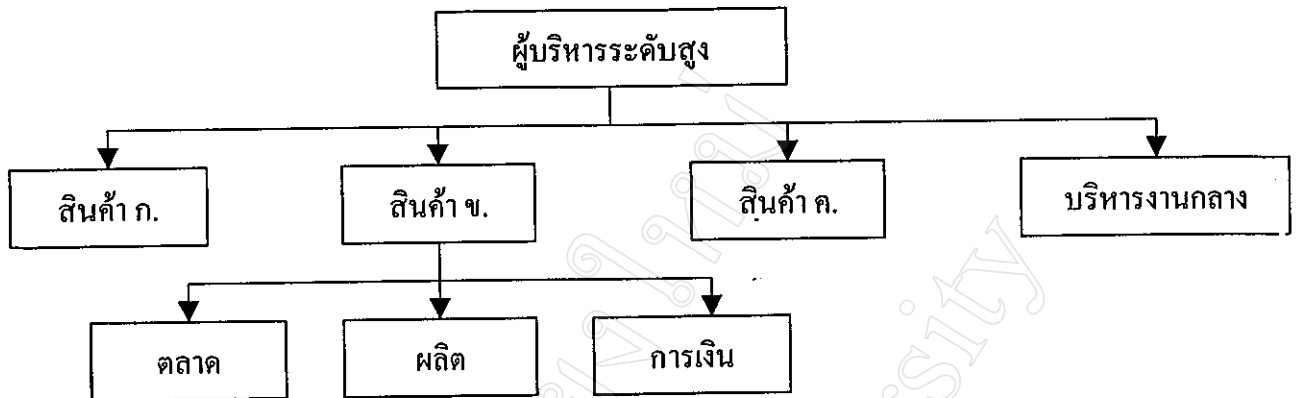 ผู้บริหารระดับสูง
สินค้า ก.
สินค้า ข.
สินค้า ค.
บริหารงานกลาง
ตลาด
ผลิต
การเงิน